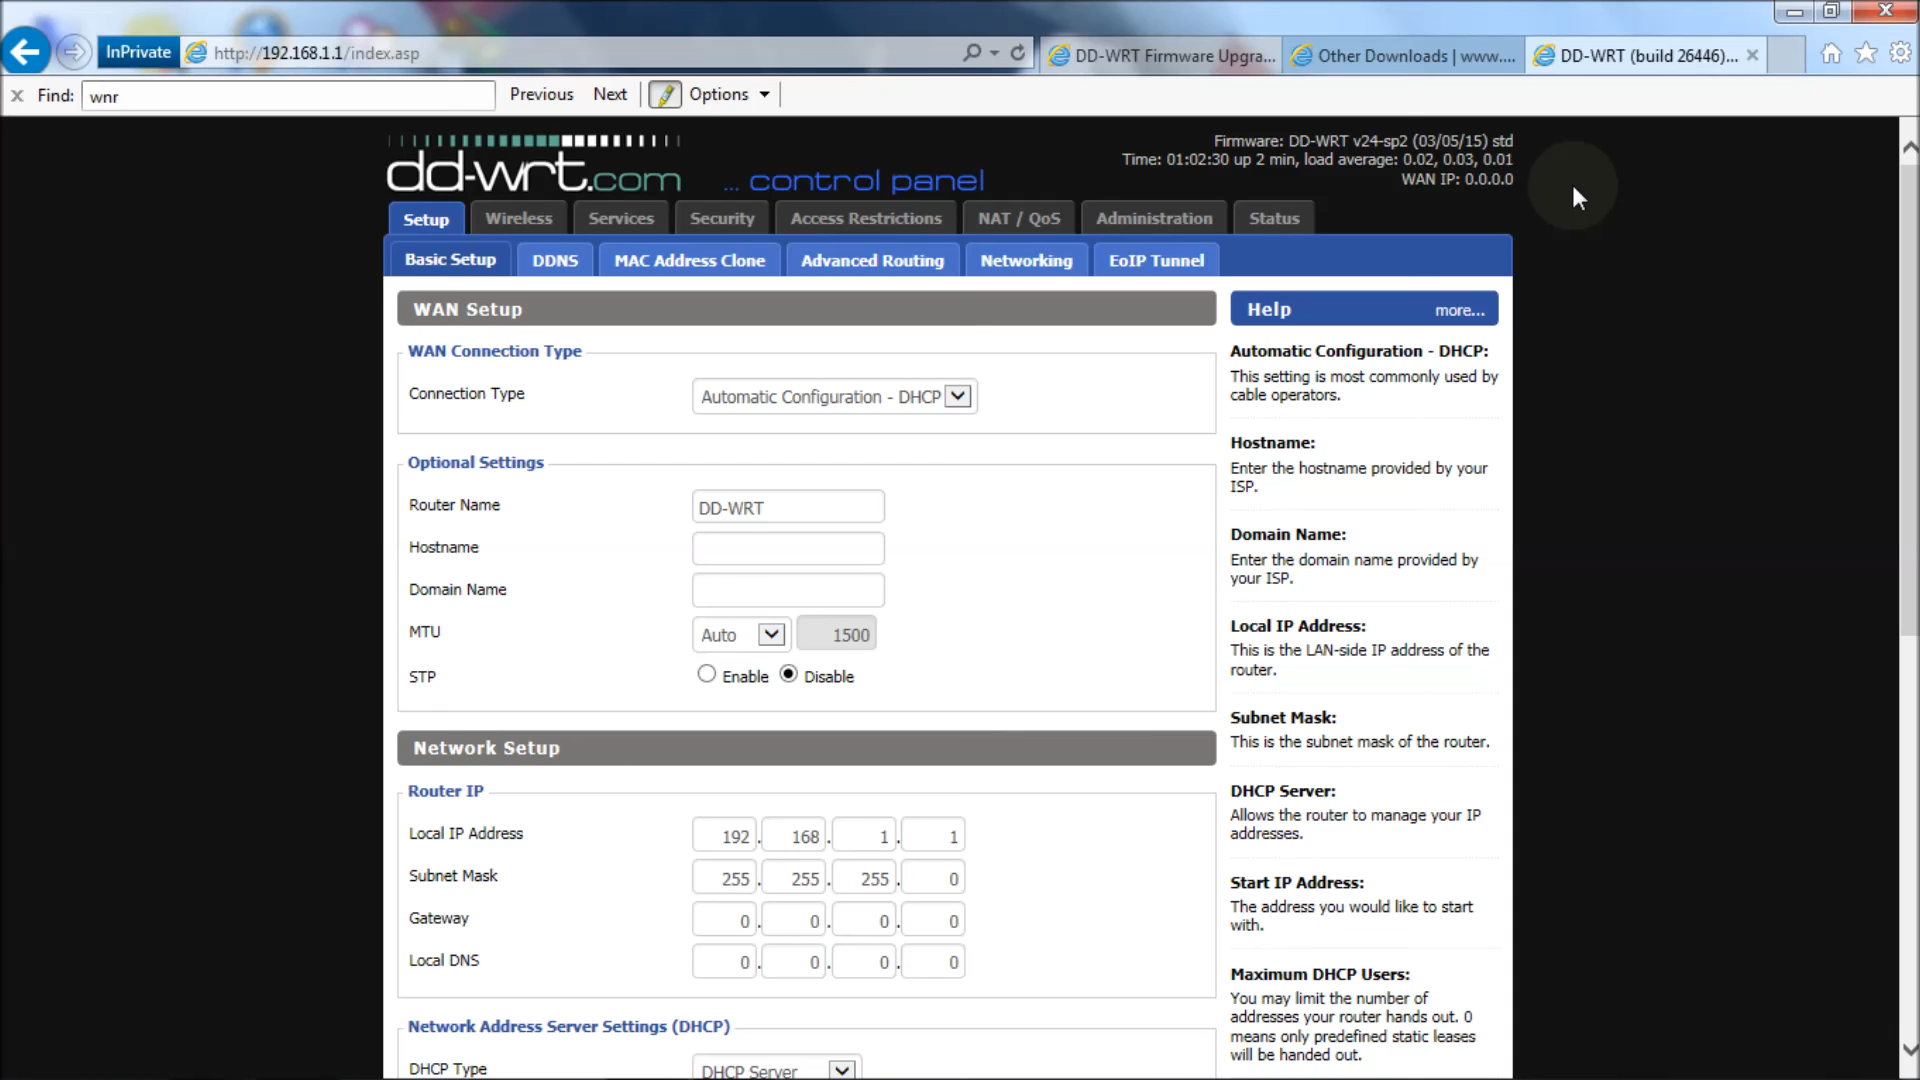 InPrivate http://192.168.1.1/index.asp DD-WRT Firmware Upgra... Other Downloads | www.... DD-WRT (build 26446)...
Find: wnr Previous Next Options
dd-wrt.com ... control panel
Firmware: DD-WRT v24-sp2 (03/05/15) std
Time: 01:02:30 up 2 min, load average: 0.02, 0.03, 0.01
WAN IP: 0.0.0.0
Setup Wireless Services Security Access Restrictions NAT / QoS Administration Status
Basic Setup DDNS MAC Address Clone Advanced Routing Networking EoIP Tunnel
WAN Setup
WAN Connection Type
Connection Type Automatic Configuration - DHCP
Optional Settings
Router Name DD-WRT
Hostname
Domain Name
MTU Auto 1500
STP Enable Disable
Network Setup
Router IP
Local IP Address 192. 168. 1. 1
Subnet Mask 255. 255. 255. 0
Gateway 0. 0. 0. 0
Local DNS 0. 0. 0. 0
Network Address Server Settings (DHCP)
DHCP Type DHCP Server
Help more...
Automatic Configuration - DHCP:
This setting is most commonly used by
cable operators.
Hostname:
Enter the hostname provided by your
ISP.
Domain Name:
Enter the domain name provided by
your ISP.
Local IP Address:
This is the LAN-side IP address of the
router.
Subnet Mask:
This is the subnet mask of the router.
DHCP Server:
Allows the router to manage your IP
addresses.
Start IP Address:
The address you would like to start
with.
Maximum DHCP Users:
You may limit the number of
addresses your router hands out. 0
means only predefined static leases
will be handed out.